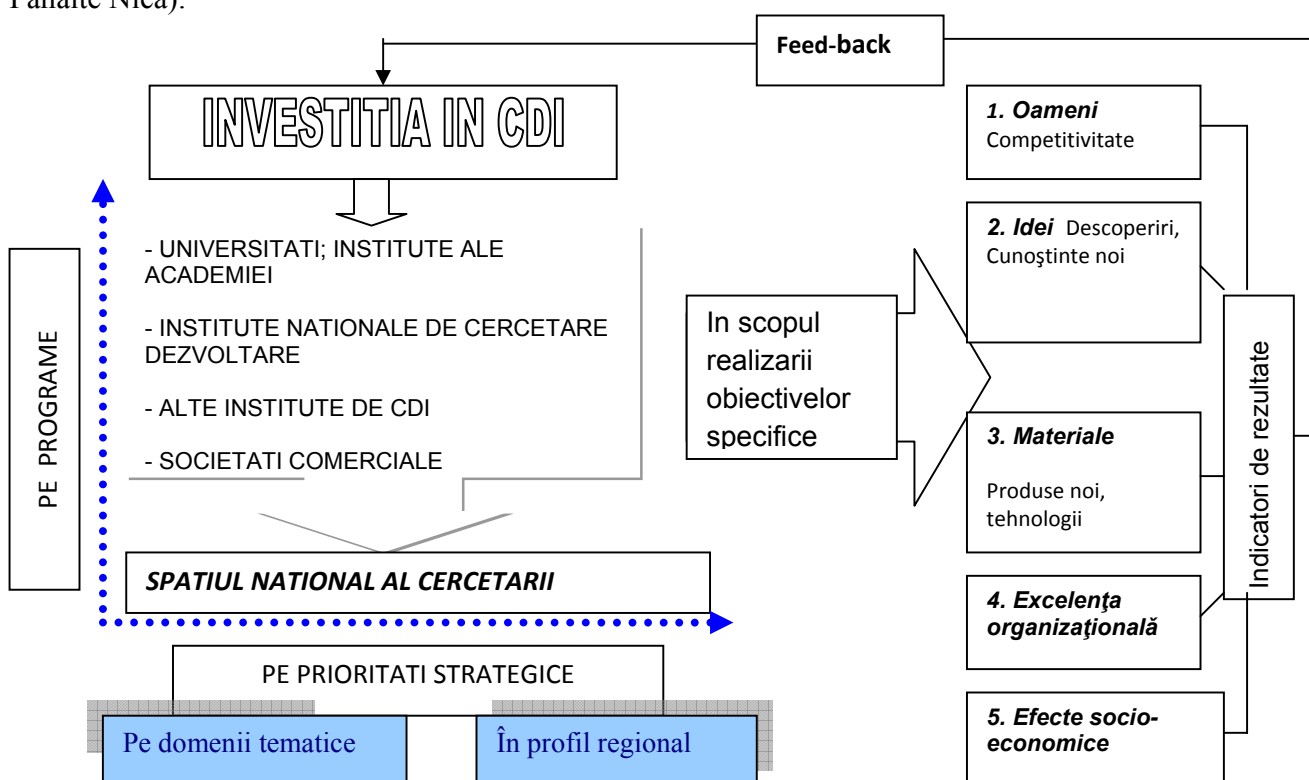 Panaite Nica).
Feed-back
INVESTITIA IN CDI
- UNIVERSITATI; INSTITUTE ALE
ACADEMIEI
- INSTITUTE NATIONALE DE CERCETARE
DEZVOLTARE
- ALTE INSTITUTE DE CDI
- SOCIETATI COMERCIALE
PE PROGRAME
SPATIUL NATIONAL AL CERCETARII
PE PRIORITATI STRATEGICE
Pe domenii tematice
În profil regional
In scopul
realizarii
obiectivelor
specifice
1. Oameni
Competitivitate
2. Idei Descoperiri,
Cunoştinte noi
3. Materiale
Produse noi,
tehnologii
4. Excelenţa
organizaţională
5. Efecte socio-
economice
Indicatori de rezultate